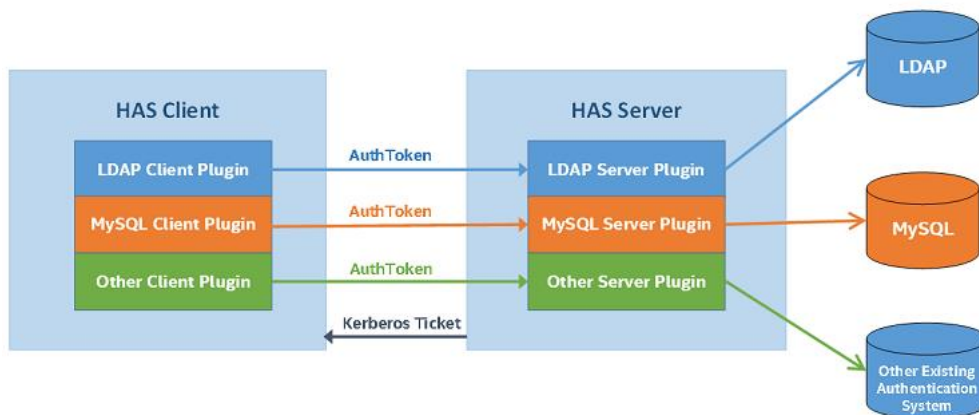 HAS Client
LDAP Client Plugin
MySQL Client Plugin
Other Client Plugin
AuthToken
AuthToken
AuthToken
Kerberos Ticket
HAS Server
LDAP Server Plugin
MySQL Server Plugin
Other Server Plugin
LDAP
MySQL
Other Existing
Authentication
System